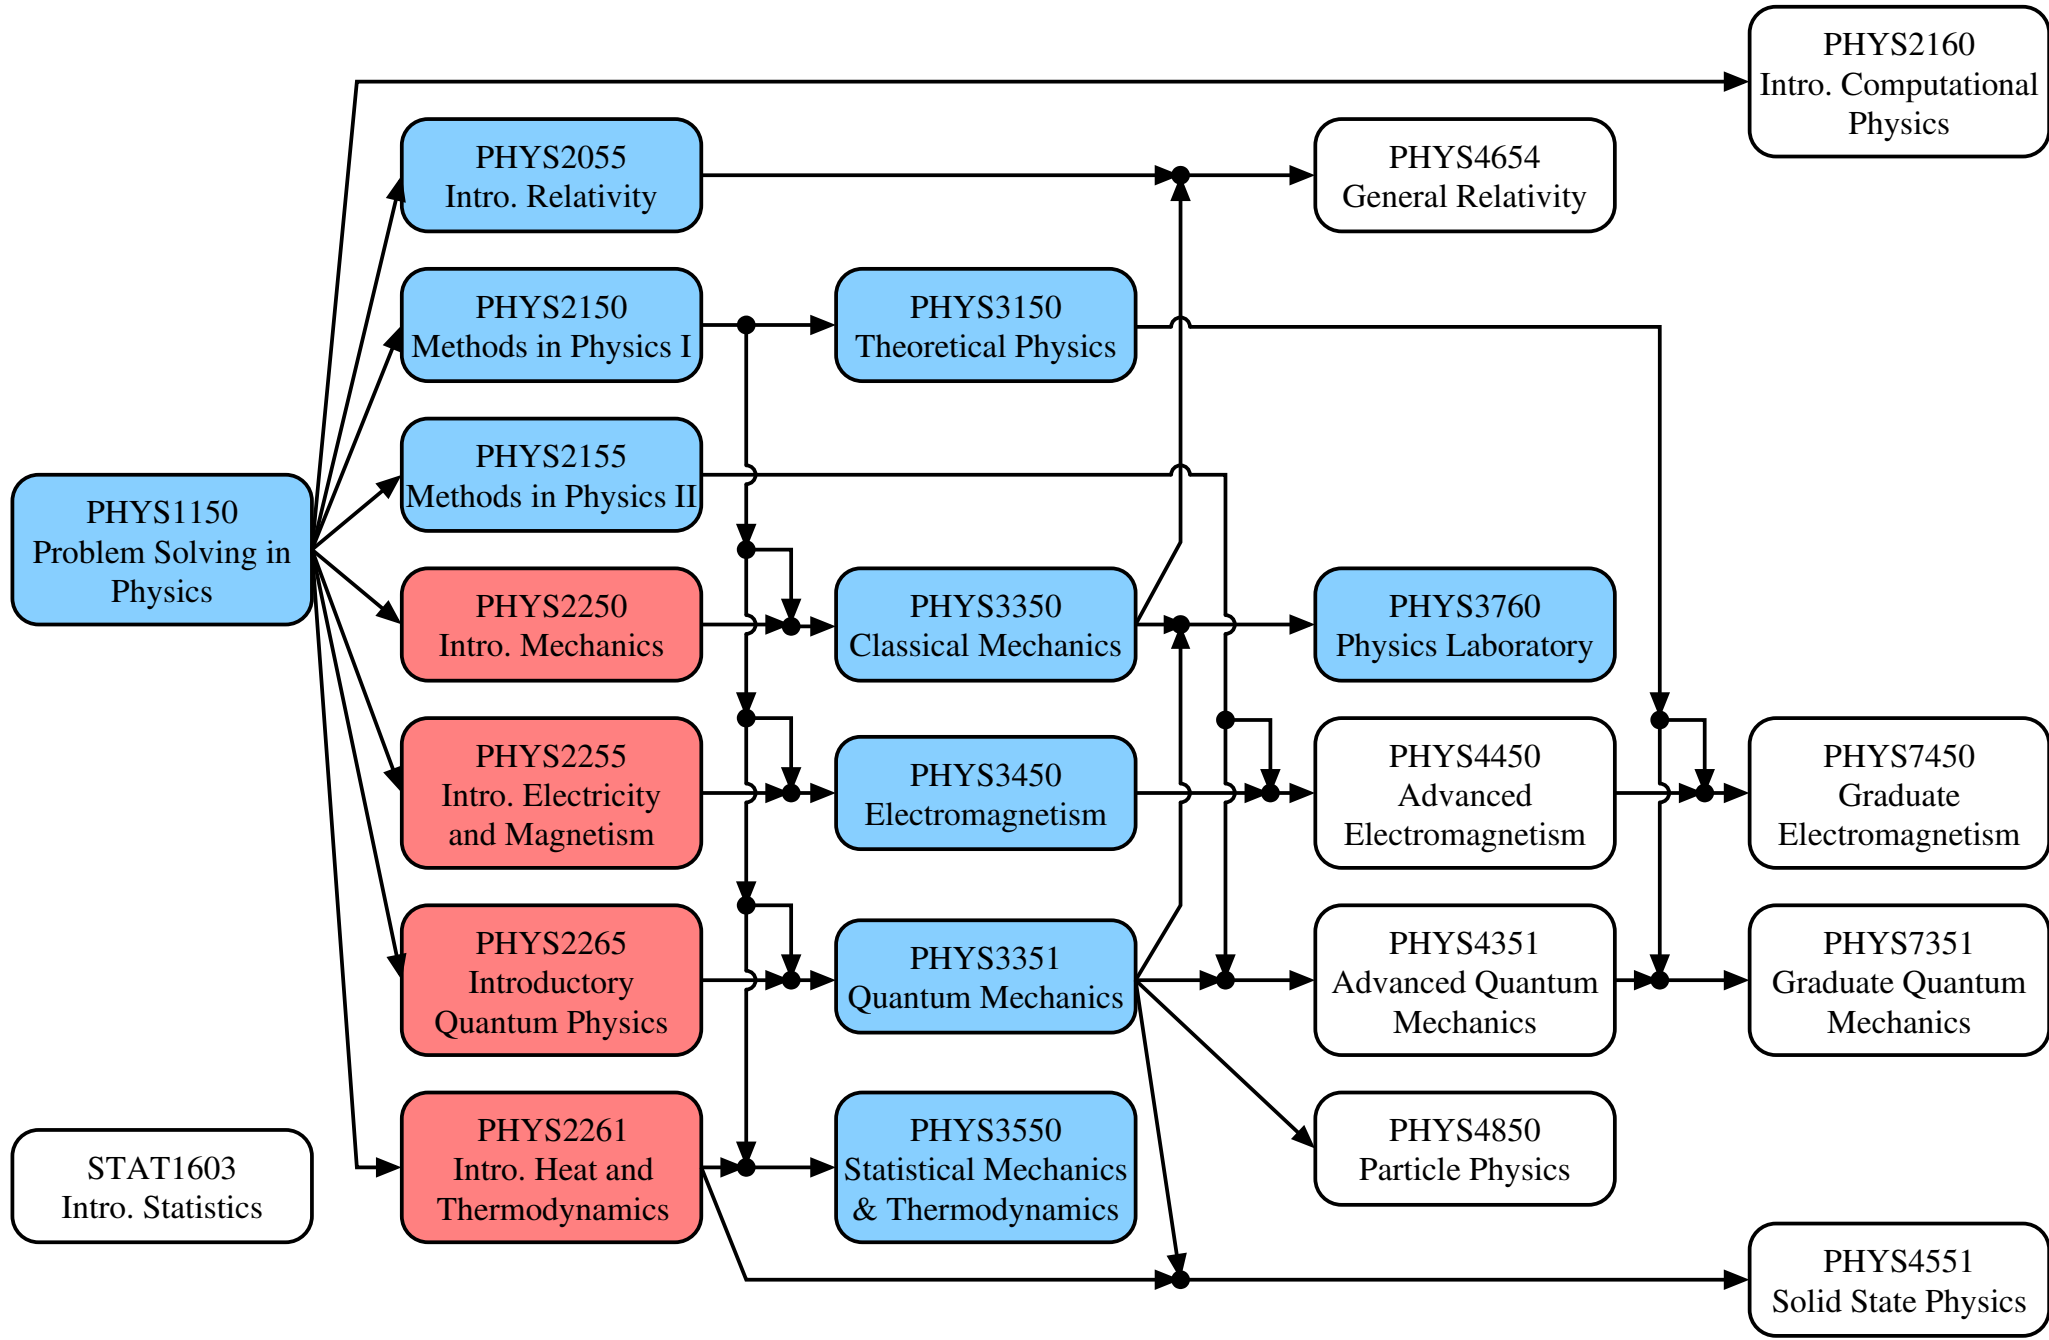 PHYS2160
Intro. Computational
Physics
PHYS2055
Intro. Relativity
PHYS4654
General Relativity
PHYS2150
Methods in Physics I
PHYS3150
Theoretical Physics
PHYS2155
Methods in Physics II
PHYS1150
Problem Solving in
Physics
PHYS2250
Intro. Mechanics
PHYS3350
Classical Mechanics
PHYS3760
Physics Laboratory
PHYS2255
Intro. Electricity
and Magnetism
PHYS3450
Electromagnetism
PHYS4450
Advanced
Electromagnetism
PHYS7450
Graduate
Electromagnetism
PHYS2265
Introductory
Quantum Physics
PHYS3351
Quantum Mechanics
PHYS4351
Advanced Quantum
Mechanics
PHYS7351
Graduate Quantum
Mechanics
STAT1603
Intro. Statistics
PHYS2261
Intro. Heat and
Thermodynamics
PHYS3550
Statistical Mechanics
& Thermodynamics
PHYS4850
Particle Physics
PHYS4551
Solid State Physics